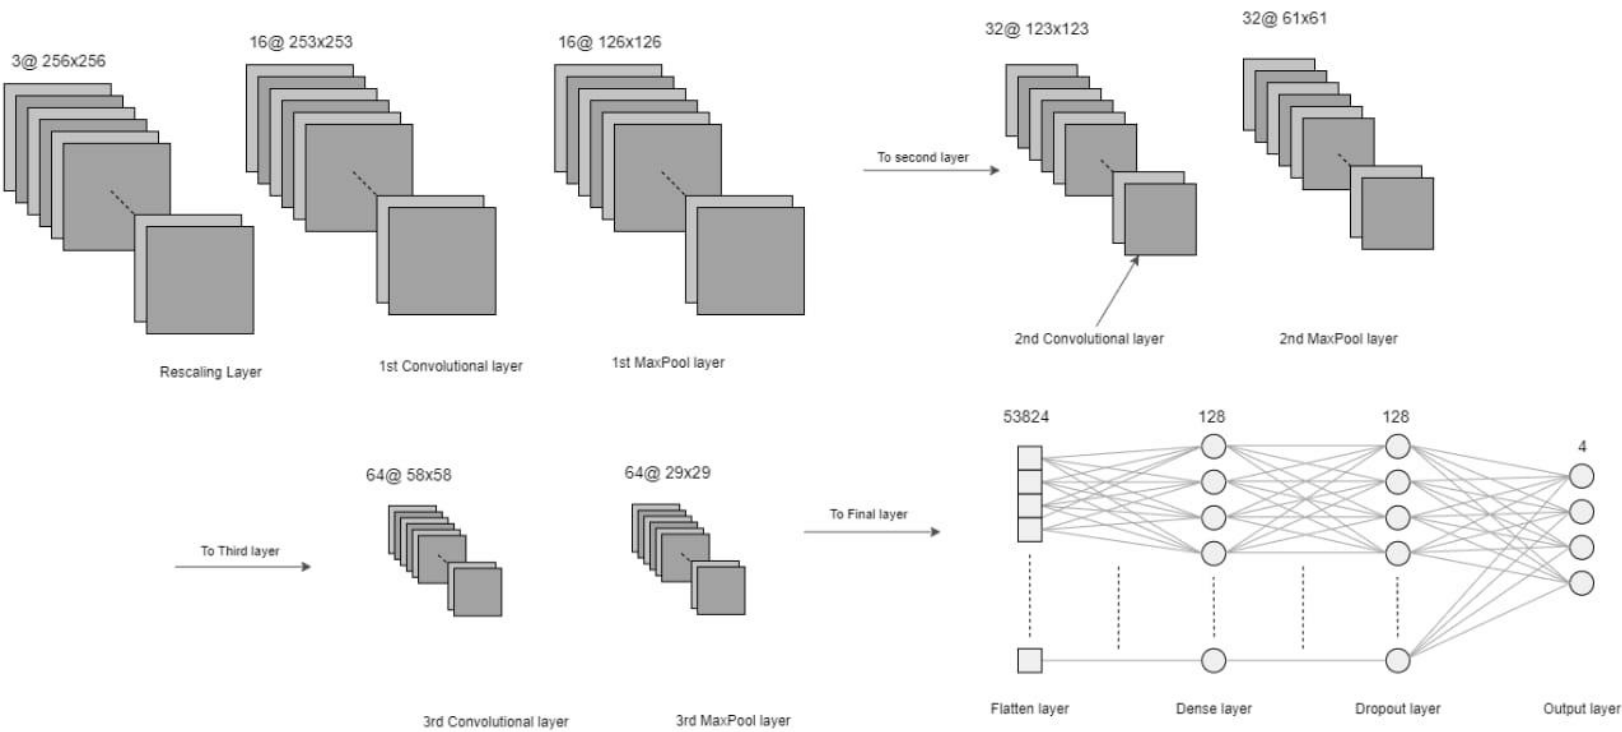 3@ 256x256
16@ 253x253
16@ 126x126
Rescaling Layer
1st Convolutional layer
1st MaxPool layer
To second layer
32@ 123x123
32@ 61x61
2nd Convolutional layer
2nd MaxPool layer
To Third layer
64@ 58x58
64@ 29x29
3rd Convolutional layer
3rd MaxPool layer
To Final layer
53824
128
128
4
Flatten layer
Dense layer
Dropout layer
Output layer